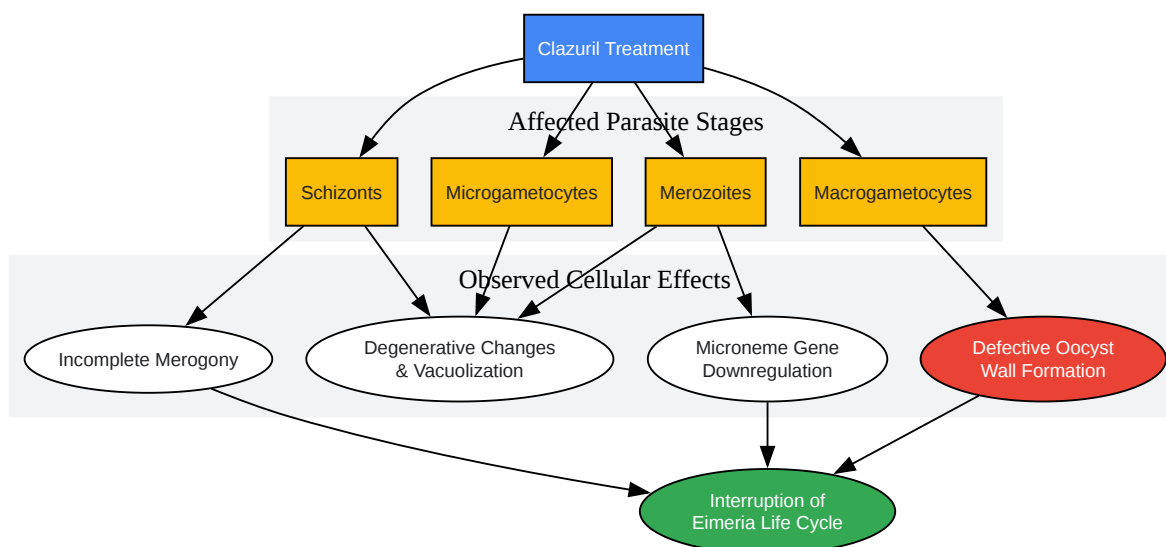 Clazuril Treatment
Affected Parasite Stages
Schizonts
Microgametocytes
Merozoites
Macrogametocytes
Observed Cellular Effects
Incomplete Merogony
Degenerative Changes
& Vacuolization
Microneme Gene
Downregulation
Defective Oocyst
Wall Formation
Interruption of
Eimeria Life Cycle